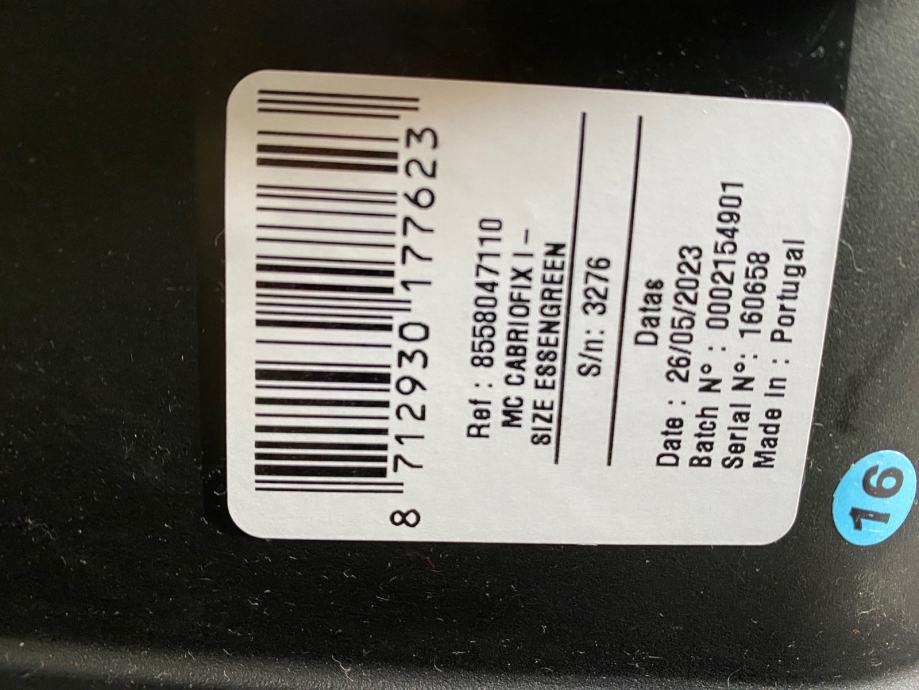 8 712930 177623
Ref : 8558047110
MC CABRIOFIX I-
SIZE ESSENGREEN
S/n: 3276
Datas
Date : 26/05/2023
Batch N° : 0002154901
Serial N°: 160658
Made In : Portugal
16